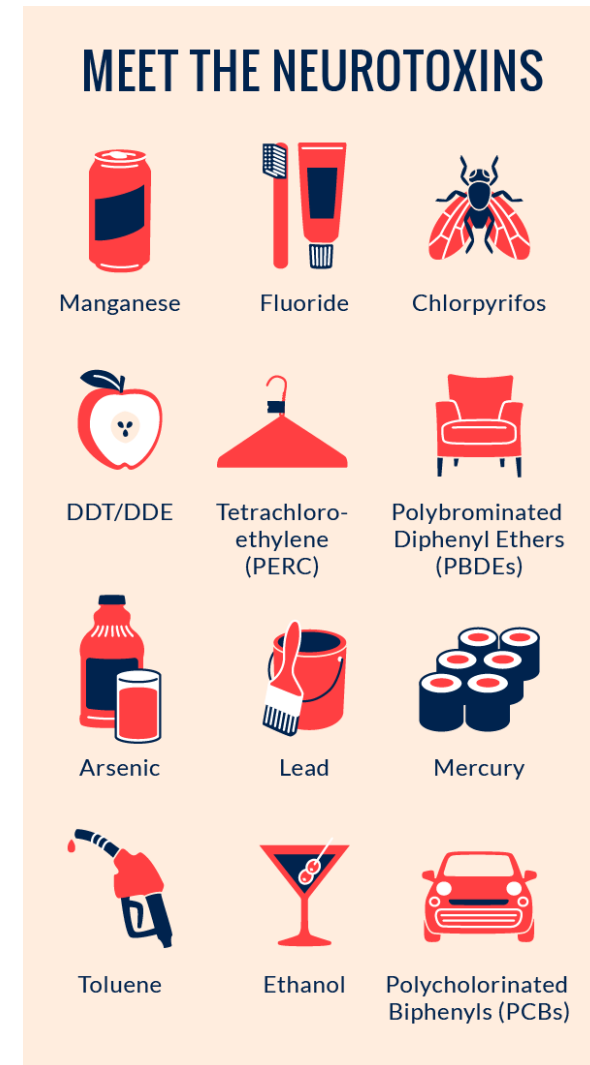 MEET THE NEUROTOXINS
Manganese
Fluoride
Chlorpyrifos
DDT/DDE
Tetrachloro-
ethylene
(PERC)
Polybrominated
Diphenyl Ethers
(PBDEs)
Arsenic
Lead
Mercury
Toluene
Ethanol
Polycholorinated
Biphenyls (PCBs)